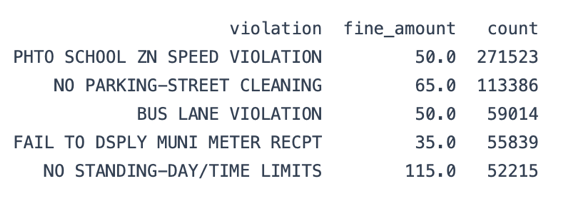 violation fine_amount count
PHTO SCHOOL ZN SPEED VIOLATION 50.0 271523
NO PARKING-STREET CLEANING 65.0 113386
BUS LANE VIOLATION 50.0 59014
FAIL TO DSPLY MUNI METER RECPT 35.0 55839
NO STANDING-DAY/TIME LIMITS 115.0 52215